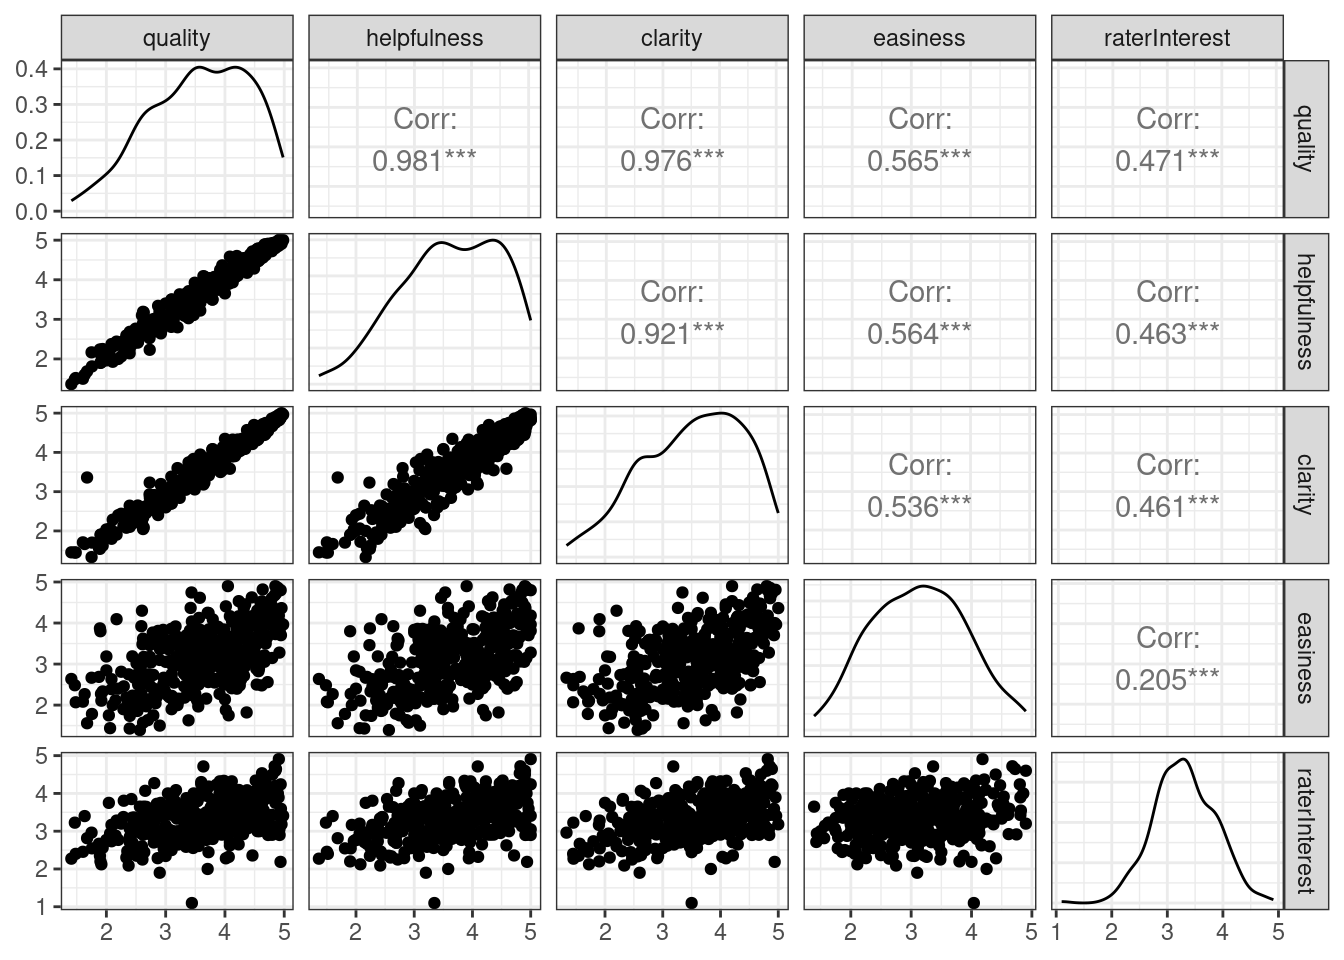 quality helpfulness clarity easiness raterInterest
0.4
0.3
0.2
0.1
0.0
Corr:
0.981***
Corr:
0.976***
Corr:
0.565***
Corr:
0.471***
quality
5
4
3
2
Corr:
0.921***
Corr:
0.564***
Corr:
0.463***
helpfulness
5
4
3
2
Corr:
0.536***
Corr:
0.461***
clarity
5
4
3
2
Corr:
0.205***
easiness
5
4
3
2
1
raterInterest
2 3 4 5 2 3 4 5 2 3 4 5 2 3 4 5 1 2 3 4 5